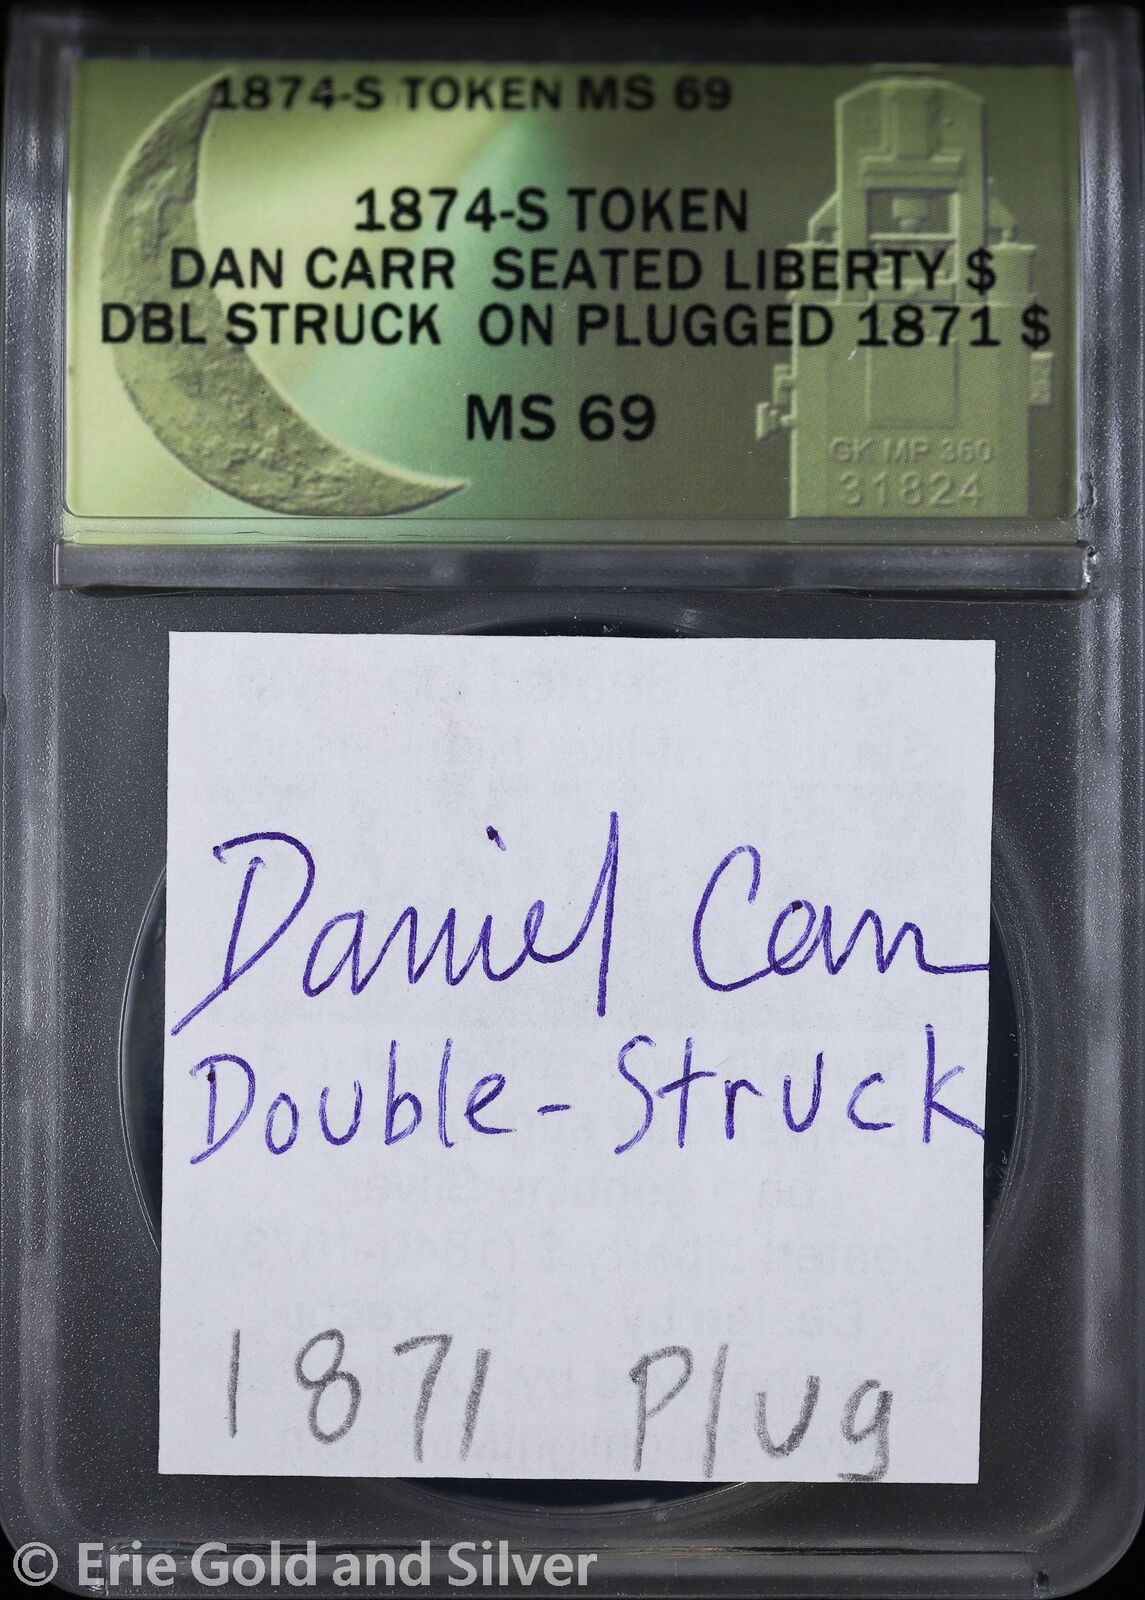 1874-S TOKEN MS 69
1874-S TOKEN
DAN CARR SEATED LIBERTY $
DBL STRUCK ON PLUGGED 1871 $
MS 69
GK MP 360
31824
Daniel Carr
Double-Struck
1871 Plug
© Erie Gold and Silver